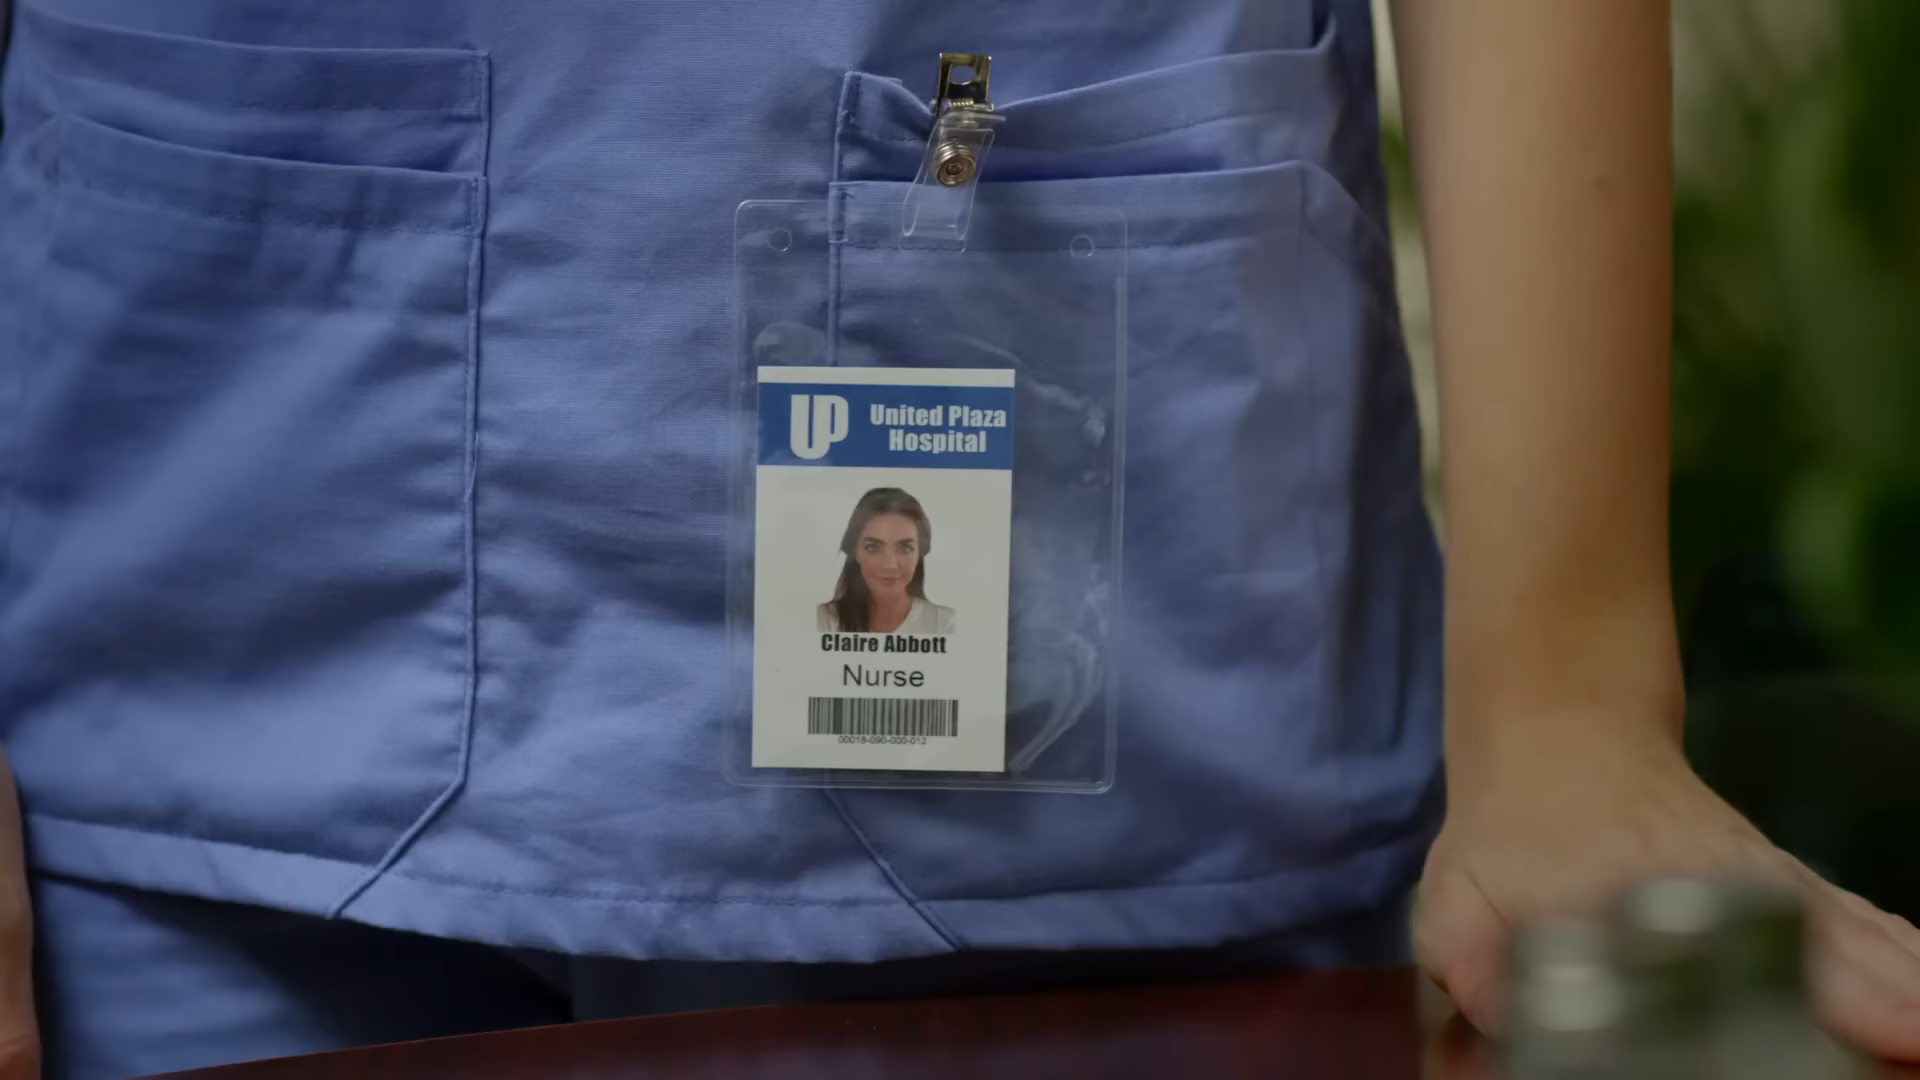 UP
United Plaza
Hospital
Claire Abbott
Nurse
00018-090-000-012